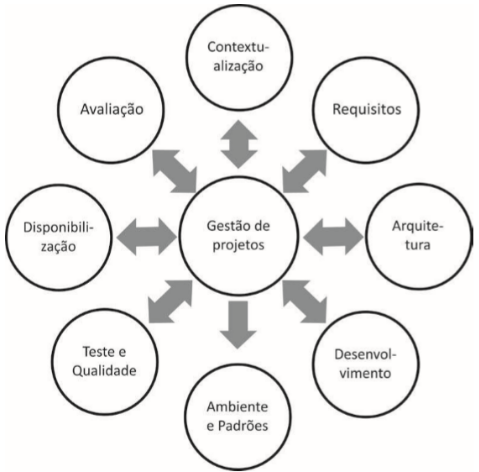 Contextu-
alização
Avaliação
Requisitos
Disponibili-
zação
Gestão de
projetos
Arquite-
tura
Teste e
Qualidade
Desenvol-
vimento
Ambiente
e Padrões